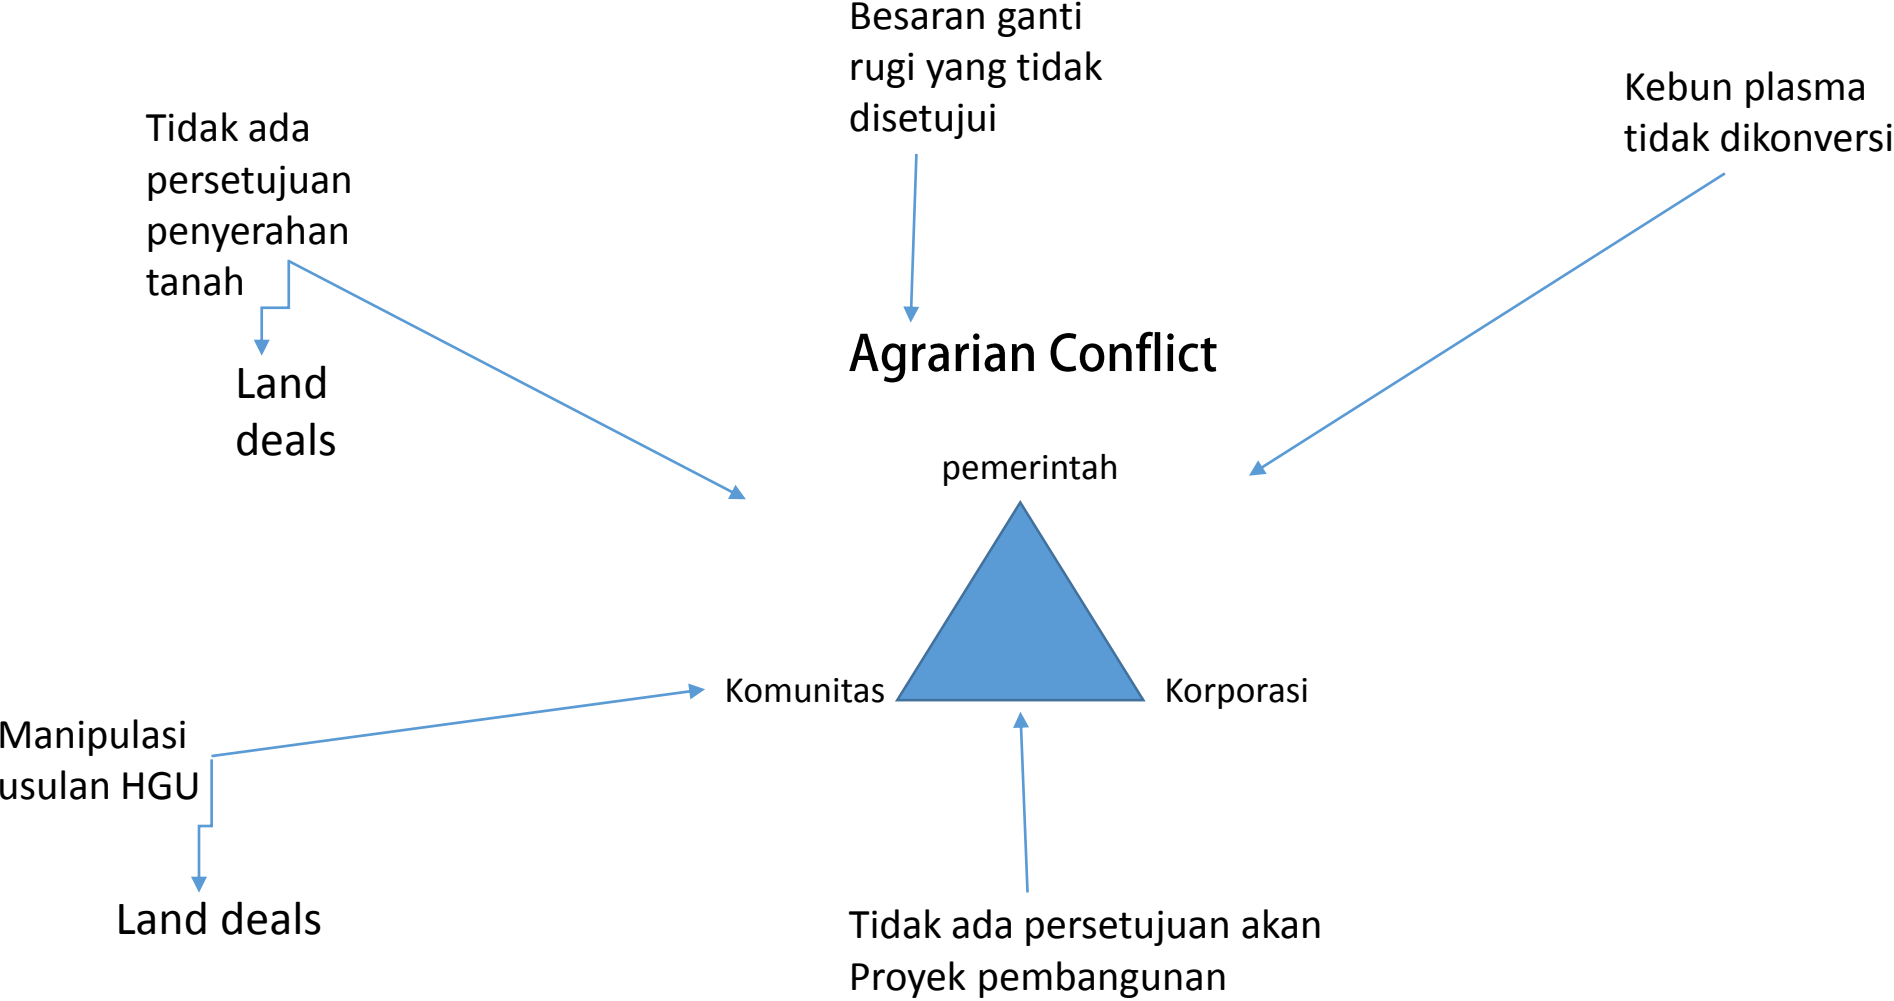 Besaran ganti
rugi yang tidak
disetujui
Kebun plasma
tidak dikonversi
Tidak ada
persetujuan
penyerahan
tanah
Land
deals
Agrarian Conflict
pemerintah
Komunitas
Korporasi
Manipulasi
usulan HGU
Land deals
Tidak ada persetujuan akan
Proyek pembangunan